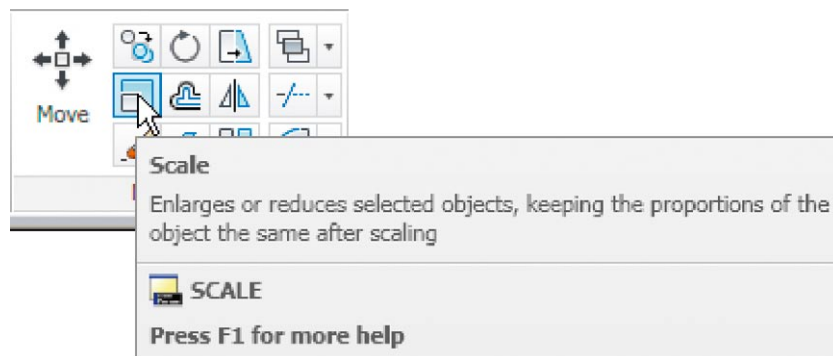 Move
Scale
Enlarges or reduces selected objects, keeping the proportions of the
object the same after scaling
SCALE
Press F1 for more help